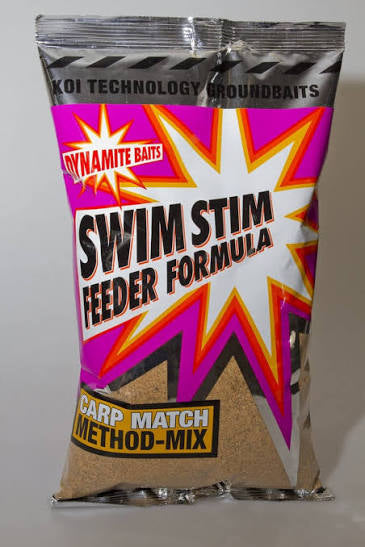 KOI TECHNOLOGY GROUNDBAITS
DYNAMITE BAITS
SWIM STIM
FEEDER FORMULA
CARP MATCH
METHOD-MIX